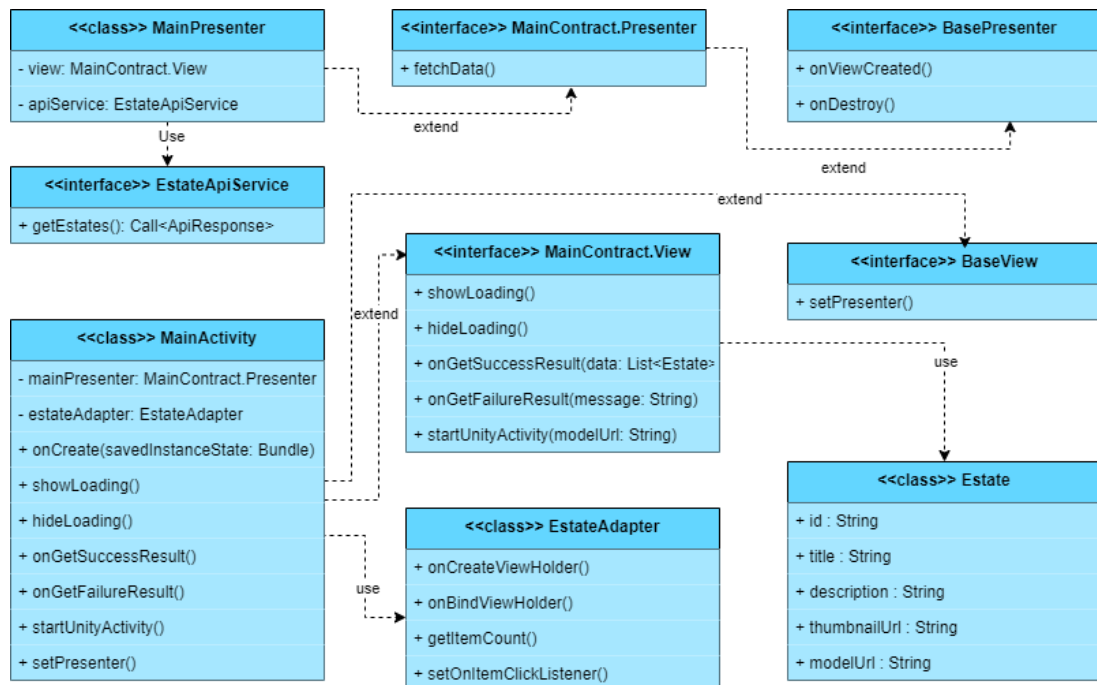 <<class>> MainPresenter
- view: MainContract.View
- apiService: EstateApiService
<<interface>> MainContract.Presenter
+ fetchData()
<<interface>> BasePresenter
+ onViewCreated()
+ onDestroy()
extend
Use
extend
<<interface>> EstateApiService
+ getEstates(): Call<ApiResponse>
extend
<<interface>> MainContract.View
+ showLoading()
+ hideLoading()
+ onGetSuccessResult(data: List<Estate>
+ onGetFailureResult(message: String)
+ startUnityActivity(modelUrl: String)
<<interface>> BaseView
+ setPresenter()
extend
use
<<class>> MainActivity
- mainPresenter: MainContract.Presenter
- estateAdapter: EstateAdapter
+ onCreate(savedInstanceState: Bundle)
+ showLoading()
+ hideLoading()
+ onGetSuccessResult()
+ onGetFailureResult()
+ startUnityActivity()
+ setPresenter()
use
<<class>> EstateAdapter
+ onCreateViewHolder()
+ onBindViewHolder()
+ getItemCount()
+ setOnItemClickListener()
<<class>> Estate
+ id : String
+ title : String
+ description : String
+ thumbnailUrl : String
+ modelUrl : String